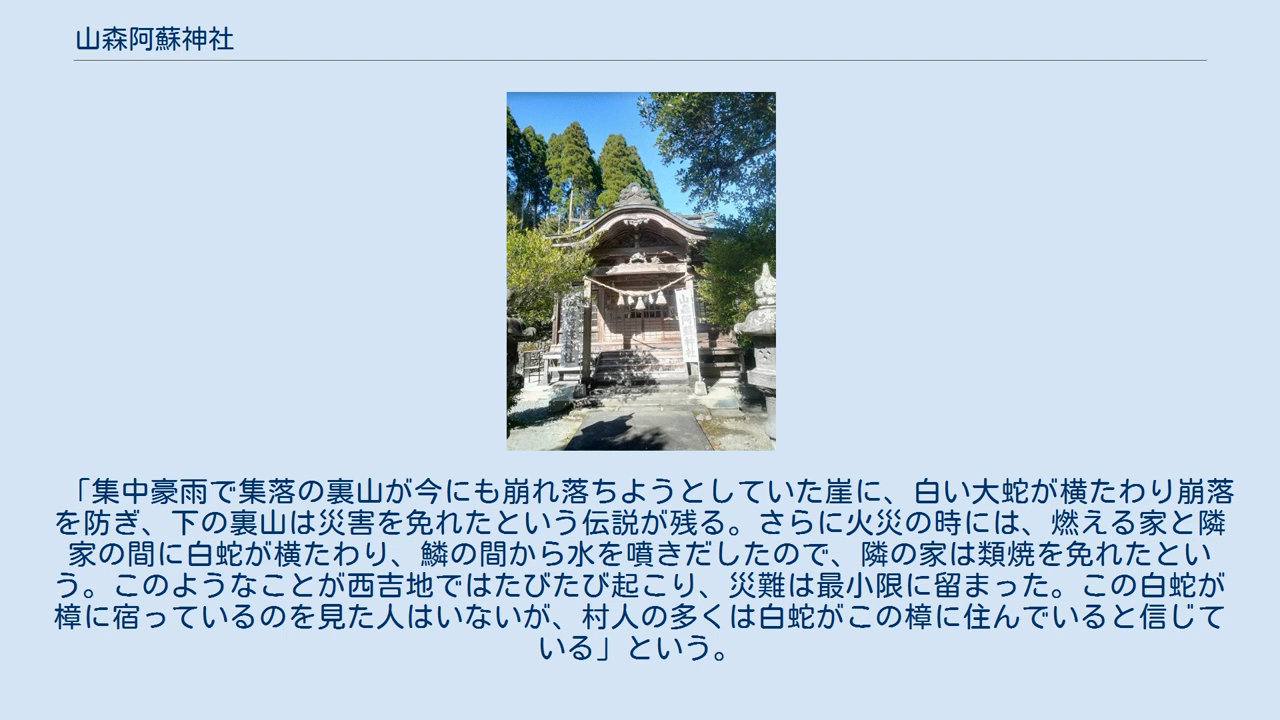 山森阿蘇神社
「集中豪雨で集落の裏山が今にも崩れ落ちようとしていた崖に、白い大蛇が横たわり崩落
を防ぎ、下の裏山は災害を免れたという伝説が残る。さらに火災の時には、燃える家と隣
家の間に白蛇が横たわり、鱗の間から水を噴きだしたので、隣の家は類焼を免れたとい
う。このようなことが西吉地ではたびたび起こり、災難は最小限に留まった。この白蛇が
樟に宿っているのを見た人はいないが、村人の多くは白蛇がこの樟に住んでいると信じて
いる」という。